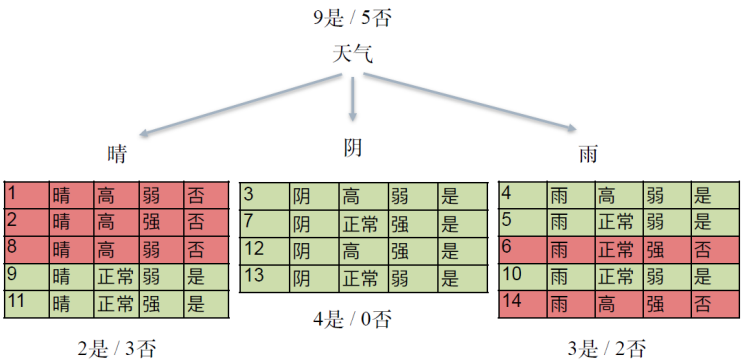 9是 / 5否
天气
晴
阴
雨
1 晴 高 弱 否
2 晴 高 强 否
8 晴 高 弱 否
9 晴 正常 弱 是
11 晴 正常 强 是
2是 / 3否
3 阴 高 弱 是
7 阴 正常 强 是
12 阴 高 强 是
13 阴 正常 弱 是
4是 / 0否
4 雨 高 弱 是
5 雨 正常 弱 是
6 雨 正常 强 否
10 雨 正常 弱 是
14 雨 高 强 否
3是 / 2否